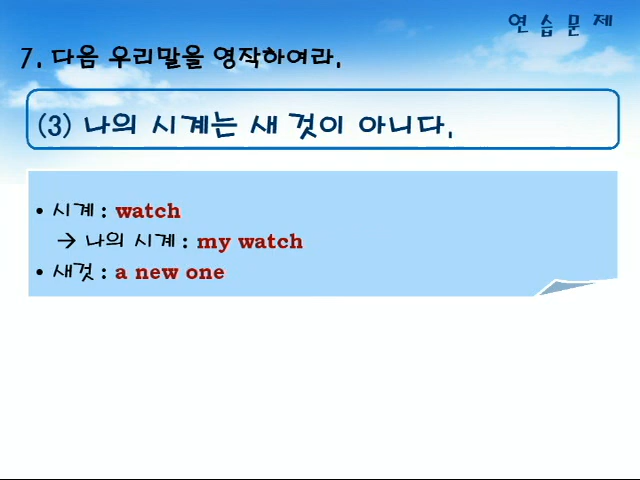 연습문제
7. 다음 우리말을 영작하여라.
(3) 나의 시계는 새 것이 아니다.
• 시계 : watch
→ 나의 시계 : my watch
• 새것 : a new one